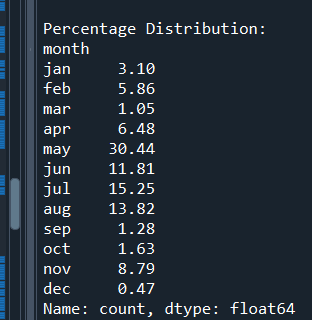 Percentage Distribution:
month
jan     3.10
feb     5.86
mar     1.05
apr     6.48
may    30.44
jun    11.81
jul    15.25
aug    13.82
sep     1.28
oct     1.63
nov     8.79
dec     0.47
Name: count, dtype: float64